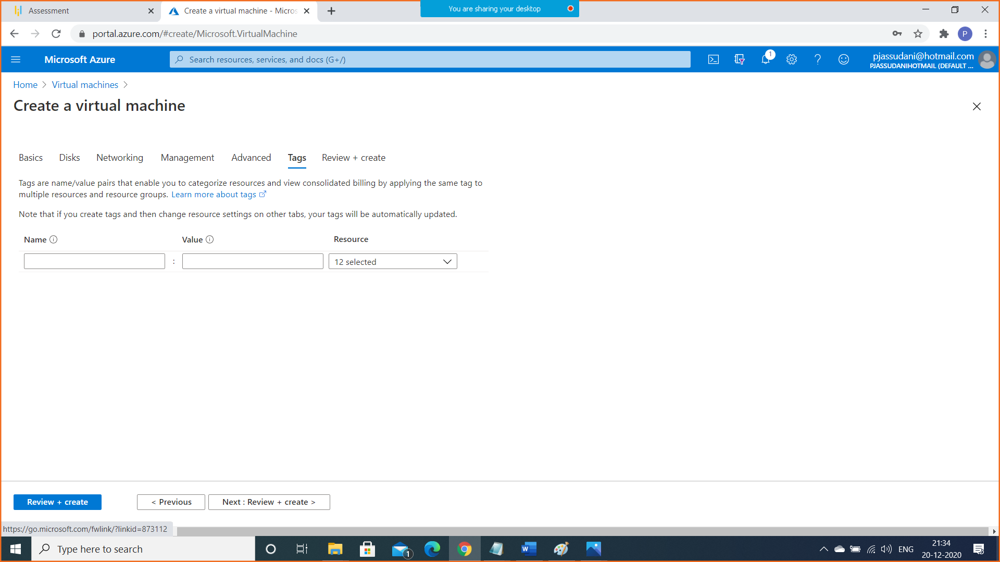 Assessment
Create a virtual machine - Micros
You are sharing your desktop
portal.azure.com/#create/Microsoft.VirtualMachine
P
Microsoft Azure
Search resources, services, and docs (G+/)
1
pjassudani@hotmail.com
PJASSUDANIHOTMAIL (DEFAULT ...
Home > Virtual machines >
Create a virtual machine
Basics Disks Networking Management Advanced Tags Review + create
Tags are name/value pairs that enable you to categorize resources and view consolidated billing by applying the same tag to
multiple resources and resource groups. Learn more about tags
Note that if you create tags and then change resource settings on other tabs, your tags will be automatically updated.
Name Value Resource
: 12 selected
Review + create < Previous Next : Review + create >
https://go.microsoft.com/fwlink/?linkid=873112
Type here to search
1
W
ENG
21:34
20-12-2020